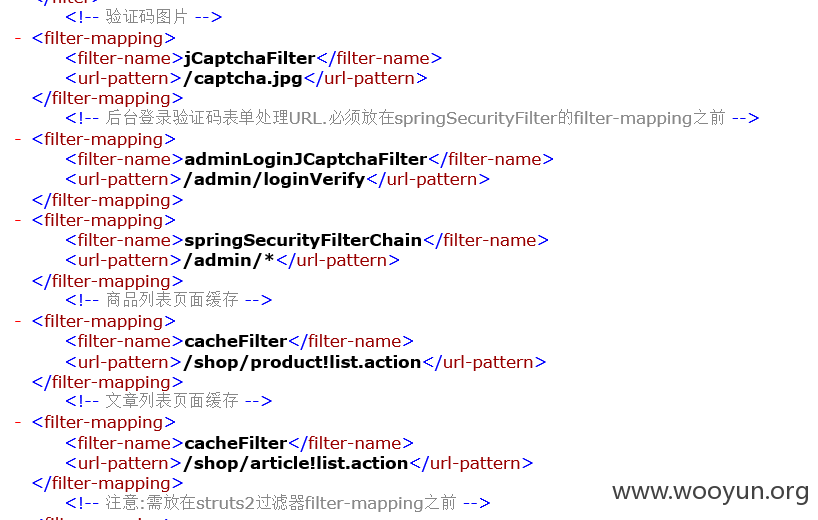 </filter>
<!-- 验证码图片 -->
- <filter-mapping>
<filter-name>jCaptchaFilter</filter-name>
<url-pattern>/captcha.jpg</url-pattern>
</filter-mapping>
<!-- 后台登录验证码表单处理URL.必须放在springSecurityFilter的filter-mapping之前 -->
- <filter-mapping>
<filter-name>adminLoginJCaptchaFilter</filter-name>
<url-pattern>/admin/loginVerify</url-pattern>
</filter-mapping>
- <filter-mapping>
<filter-name>springSecurityFilterChain</filter-name>
<url-pattern>/admin/*</url-pattern>
</filter-mapping>
<!-- 商品列表页面缓存 -->
- <filter-mapping>
<filter-name>cacheFilter</filter-name>
<url-pattern>/shop/product!list.action</url-pattern>
</filter-mapping>
<!-- 文章列表页面缓存 -->
- <filter-mapping>
<filter-name>cacheFilter</filter-name>
<url-pattern>/shop/article!list.action</url-pattern>
</filter-mapping>
<!-- 注意:需放在struts2过滤器filter-mapping之前 -->
www.wooyun.org